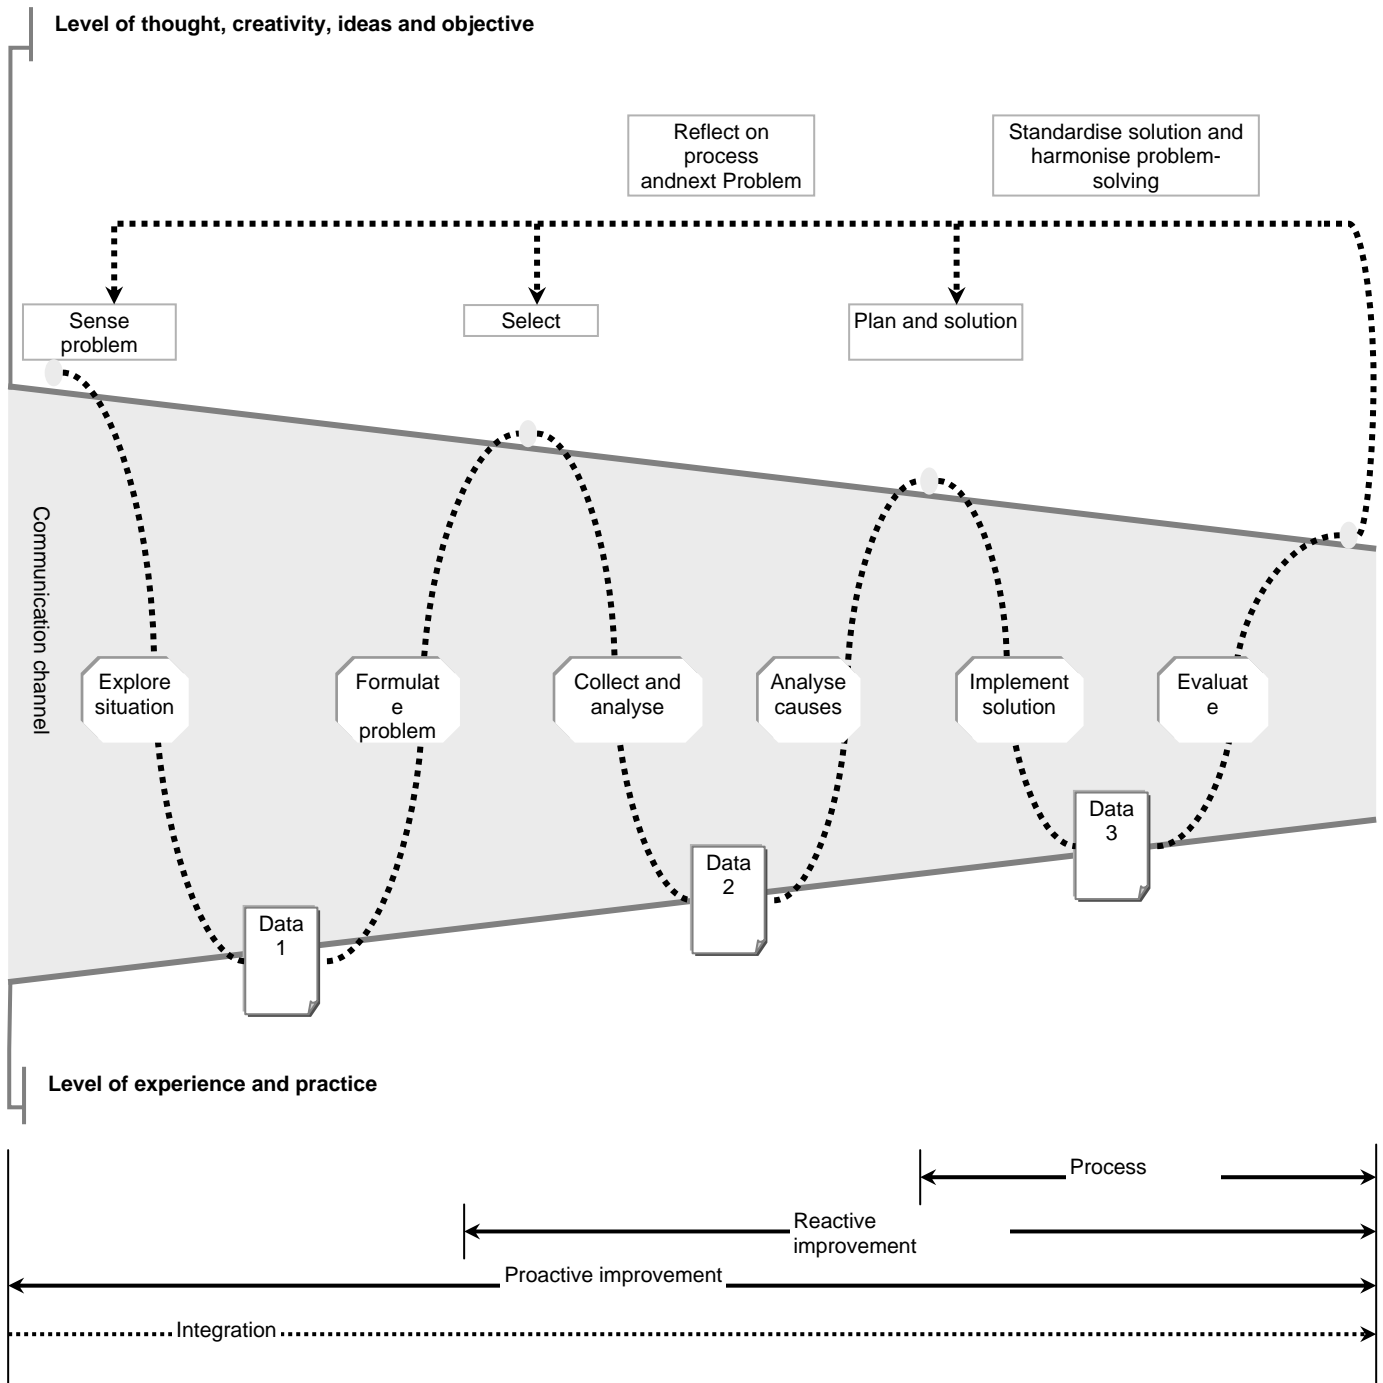 Level of thought, creativity, ideas and objective
Reflect on
process
andnext Problem
Standardise solution and
harmonise problem-
solving
Sense
problem
Select
Plan and solution
Communication channel
Explore
situation
Formulat
e
problem
Collect and
analyse
Analyse
causes
Implement
solution
Evaluat
e
Data
1
Data
2
Data
3
Level of experience and practice
Process
Reactive
improvement
Proactive improvement
Integration